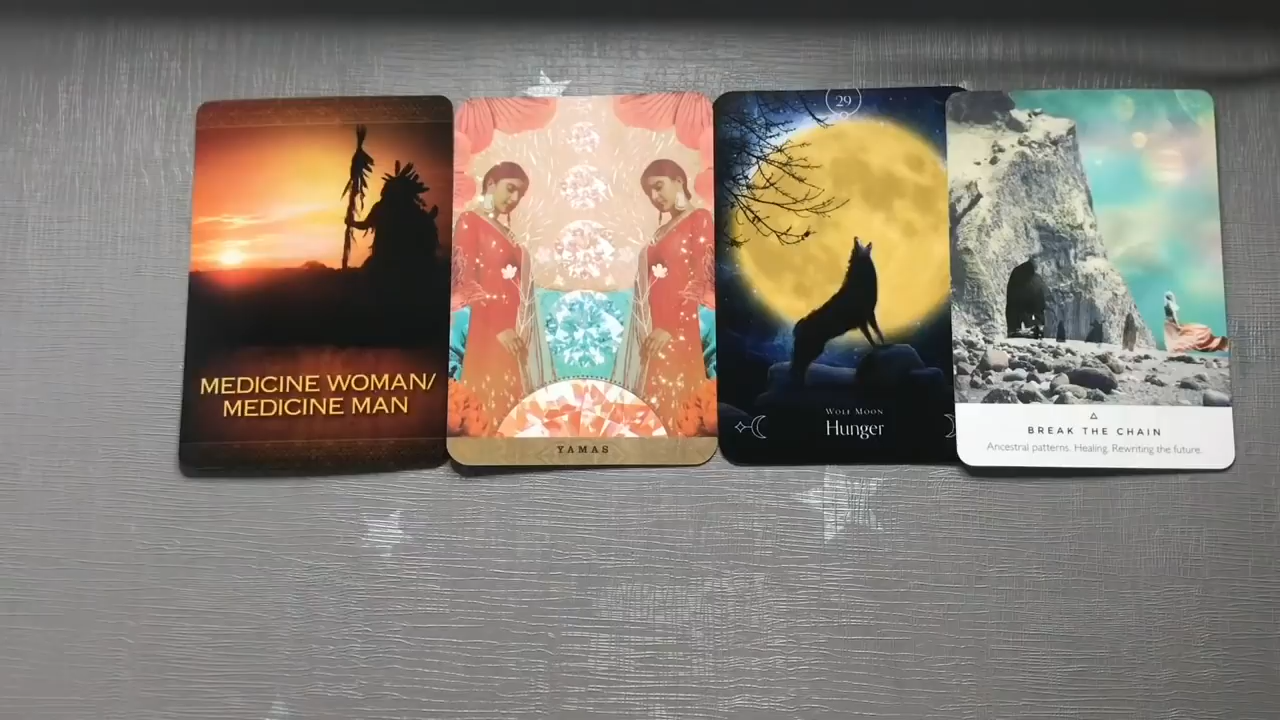 MEDICINE WOMAN/
MEDICINE MAN
YAMAS
29
WOLF MOON
Hunger
BREAK THE CHAIN
Ancestral patterns. Healing. Rewriting the future.